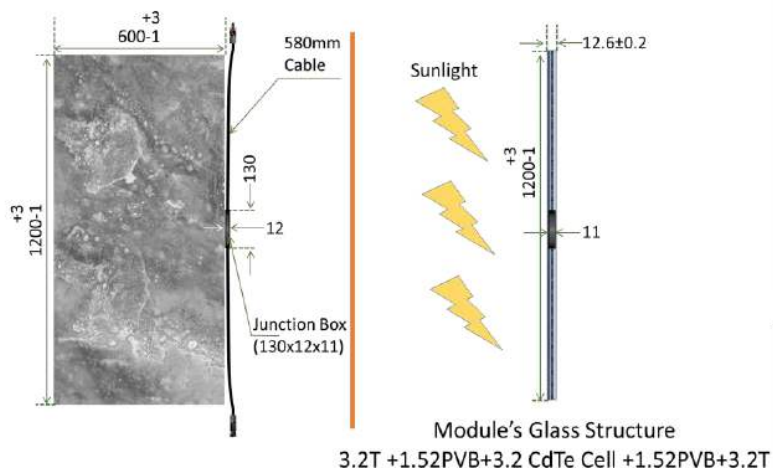 +3
600-1
580mm
Cable
130
12
+3
1200-1
Junction Box
(130x12x11)
12.6±0.2
Sunlight
+3
1200-1
11
Module's Glass Structure
3.2T +1.52PVB+3.2 CdTe Cell +1.52PVB+3.2T